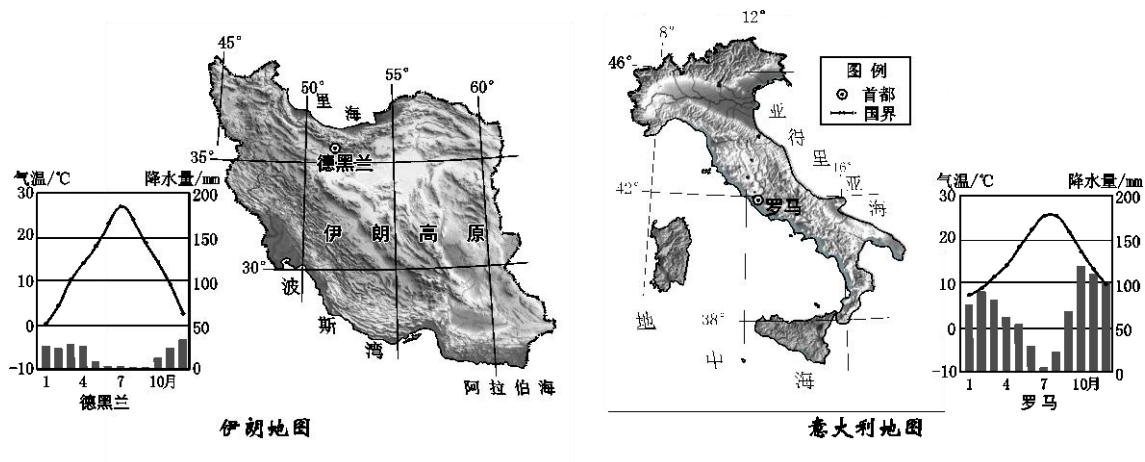 45°
50°
55°
60°
里海
德黑兰
35°
伊朗高原
30°
波斯湾
阿拉伯海
气温/℃
降水量/mm
30
20
10
0
-10
200
150
100
50
0
1 4 7 10月
德黑兰
伊朗地图
8°
12°
46°
图例
首都
国界
亚得里亚海
16°
42°
罗马
38°
地中海
气温/℃
降水量/mm
30
20
10
0
-10
200
150
100
50
0
1 4 7 10月
罗马
意大利地图